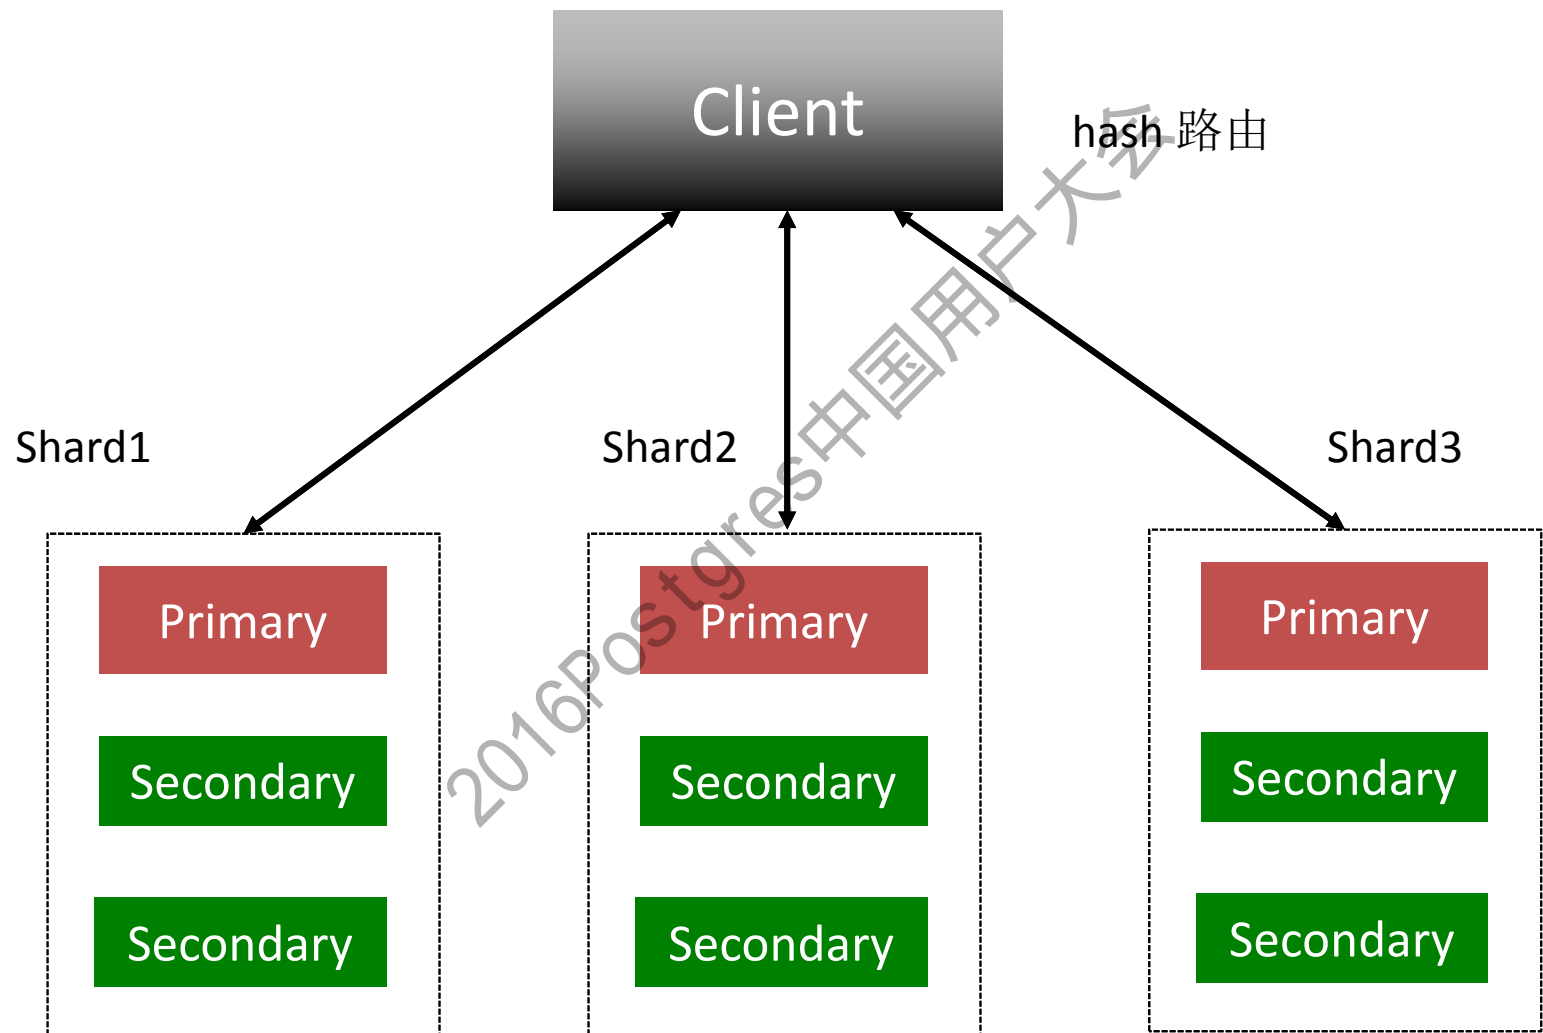 Client
hash 路由
Shard1
Shard2
Shard3
Primary
Primary
Primary
Secondary
Secondary
Secondary
Secondary
Secondary
Secondary
2016Postgres中国用户大会